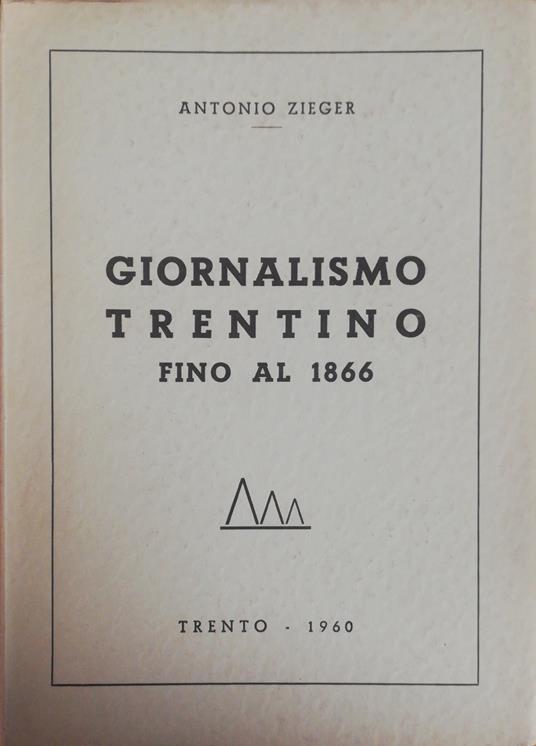 ANTONIO ZIEGER
GIORNALISMO
TRENTINO
FINO AL 1866
TRENTO - 1960